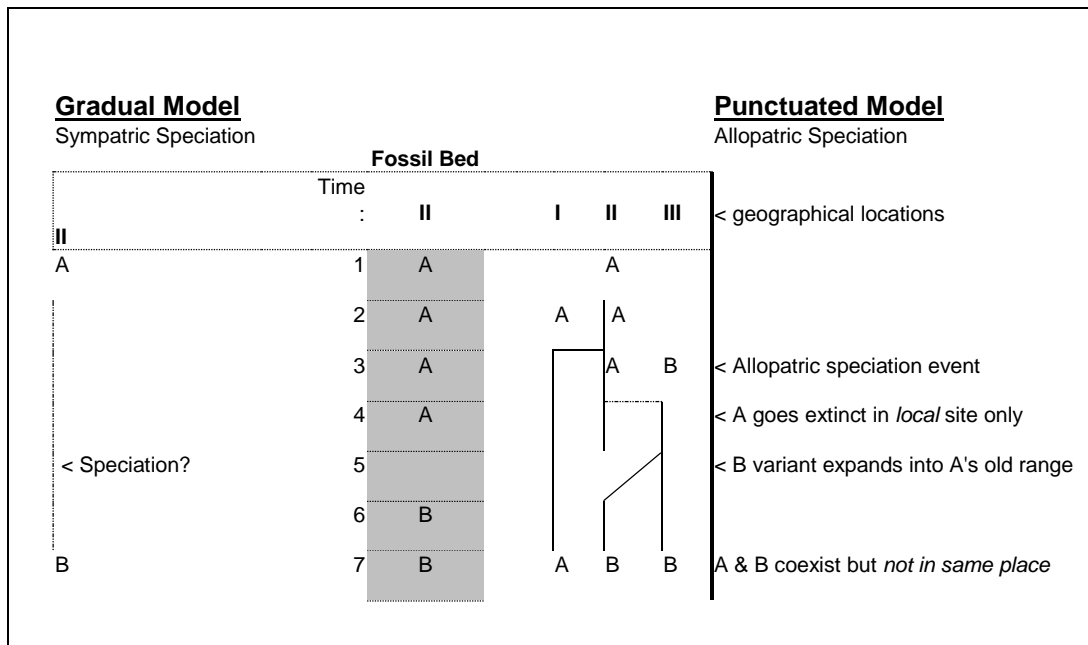 Gradual Model Punctuated Model
Sympatric Speciation Allopatric Speciation
Fossil Bed
Time
: II I II III < geographical locations
II
A 1 A A
2 A A A
3 A A B < Allopatric speciation event
4 A < A goes extinct in local site only
< Speciation? 5 < B variant expands into A's old range
6 B
B 7 B A B B A & B coexist but not in same place